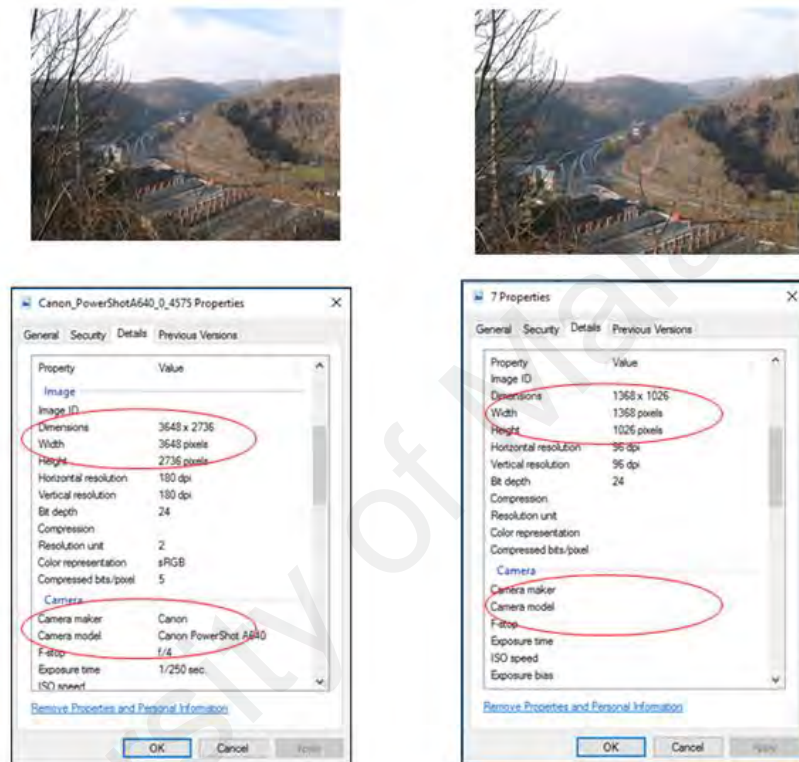 Canon_PowerShotA640_0_4575 Properties
General Security Details Previous Versions
Property Value
Image
Image ID
Dimensions 3648 x 2736
Width 3648 pixels
Height 2736 pixels
Horizontal resolution 180 dpi
Vertical resolution 180 dpi
Bit depth 24
Compression
Resolution unit 2
Color representation sRGB
Compressed bits/pixel 5
Camera
Camera maker Canon
Camera model Canon PowerShot A640
F-stop f/4
Exposure time 1/250 sec.
ISO speed
Remove Properties and Personal Information
OK Cancel Apply
7 Properties
General Security Details Previous Versions
Property Value
Image ID
Dimensions 1368 x 1026
Width 1368 pixels
Height 1026 pixels
Horizontal resolution 96 dpi
Vertical resolution 96 dpi
Bit depth 24
Compression
Resolution unit
Color representation
Compressed bits/pixel
Camera
Camera maker
Camera model
F-stop
Exposure time
ISO speed
Exposure bias
Remove Properties and Personal Information
OK Cancel Apply